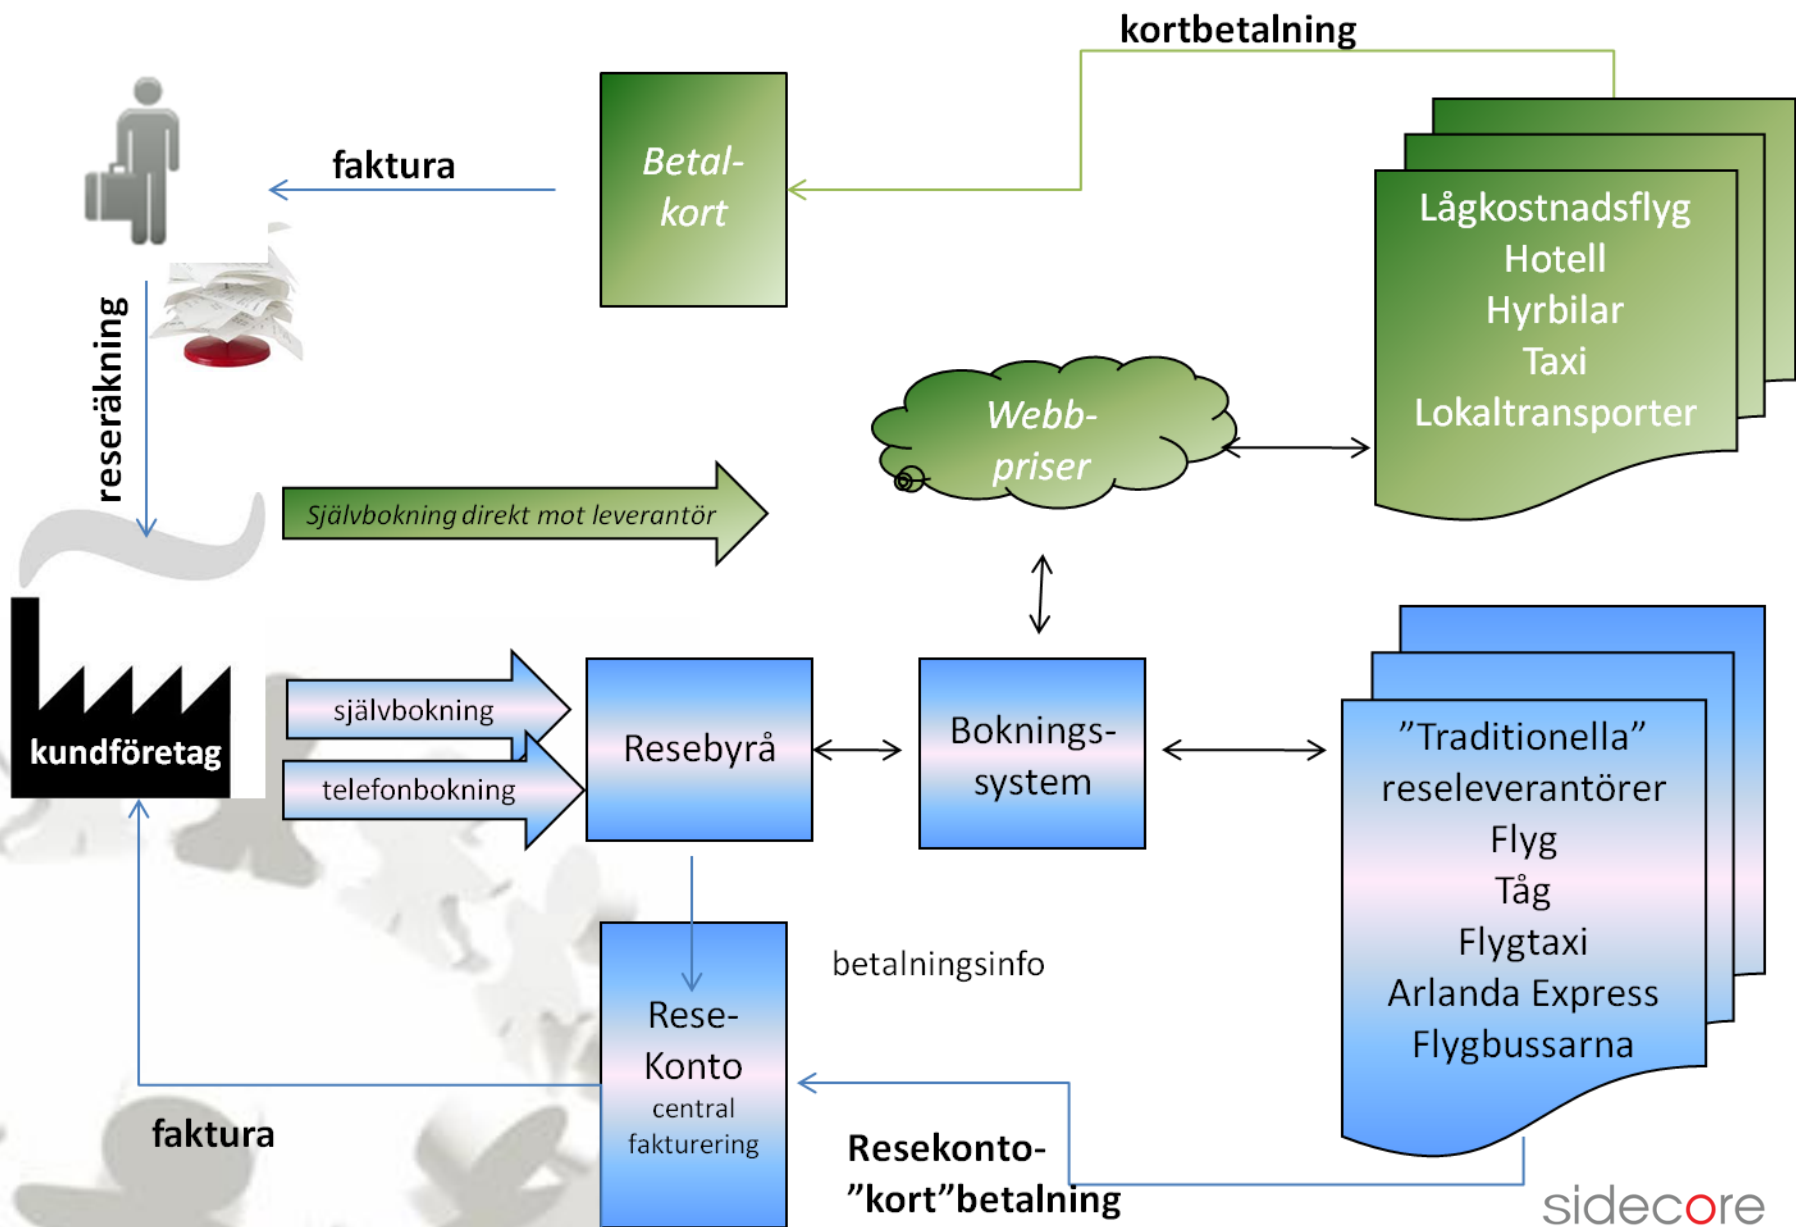 kortbetalning
faktura
Betal-
kort
Lågkostnadsflyg
Hotell
Hyrbilar
Taxi
Lokaltransporter
reseräkning
Webb-
priser
Självbokning direkt mot leverantör
kundföretag
självbokning
telefonbokning
Resebyrå
Boknings-
system
”Traditionella”
reseleverantörer
Flyg
Tåg
Flygtaxi
Arlanda Express
Flygbussarna
betalningsinfo
Rese-
Konto
central
fakturering
faktura
Resekonto-
”kort”betalning
sidecore